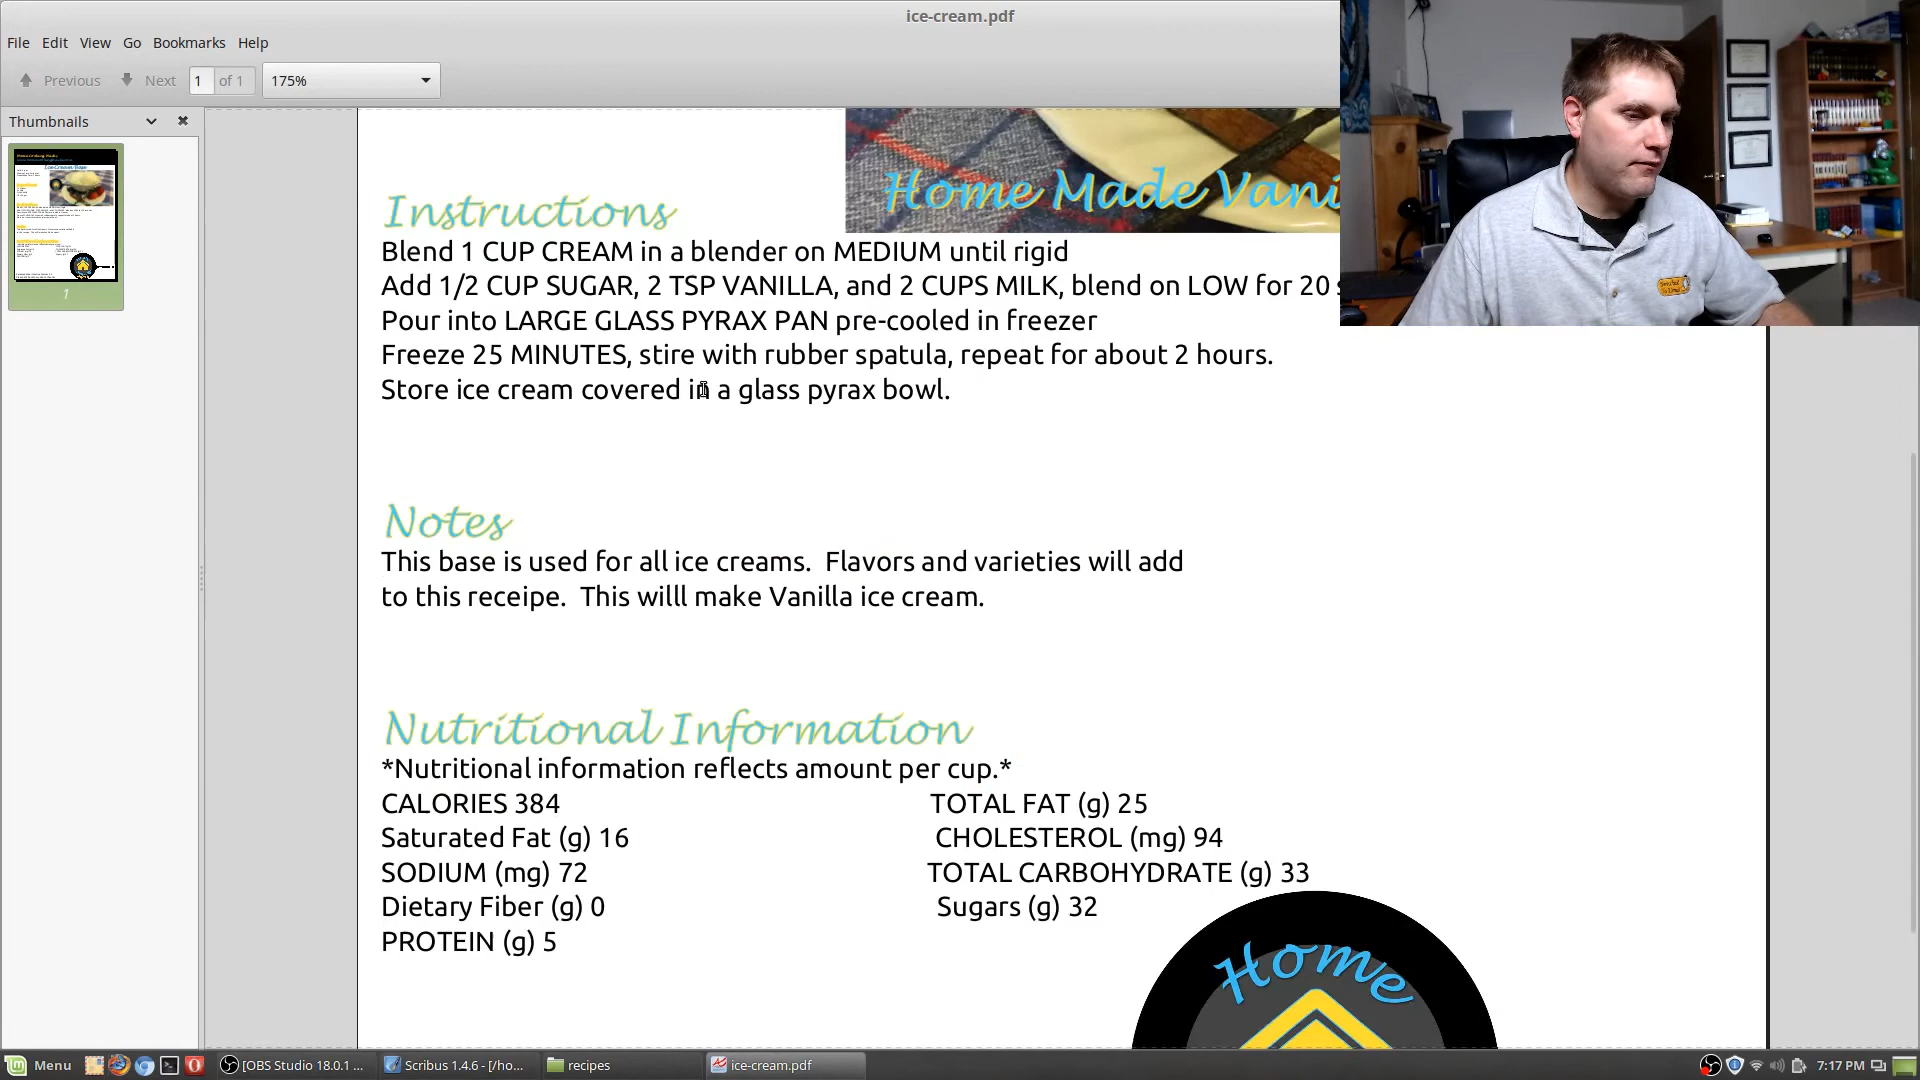 ice-cream.pdf
File Edit View Go Bookmarks Help
Previous Next 1 of 1 175%
Thumbnails
1
Home Made Vani
Instructions
Blend 1 CUP CREAM in a blender on MEDIUM until rigid
Add 1/2 CUP SUGAR, 2 TSP VANILLA, and 2 CUPS MILK, blend on LOW for 20 s
Pour into LARGE GLASS PYRAX PAN pre-cooled in freezer
Freeze 25 MINUTES, stire with rubber spatula, repeat for about 2 hours.
Store ice cream covered in a glass pyrax bowl.
Notes
This base is used for all ice creams.  Flavors and varieties will add
to this receipe.  This willl make Vanilla ice cream.
Nutritional Information
*Nutritional information reflects amount per cup.*
CALORIES 384 TOTAL FAT (g) 25
Saturated Fat (g) 16 CHOLESTEROL (mg) 94
SODIUM (mg) 72 TOTAL CARBOHYDRATE (g) 33
Dietary Fiber (g) 0 Sugars (g) 32
PROTEIN (g) 5
Home
Menu [OBS Studio 18.0.1 ... Scribus 1.4.6 - [/ho... recipes ice-cream.pdf 7:17 PM